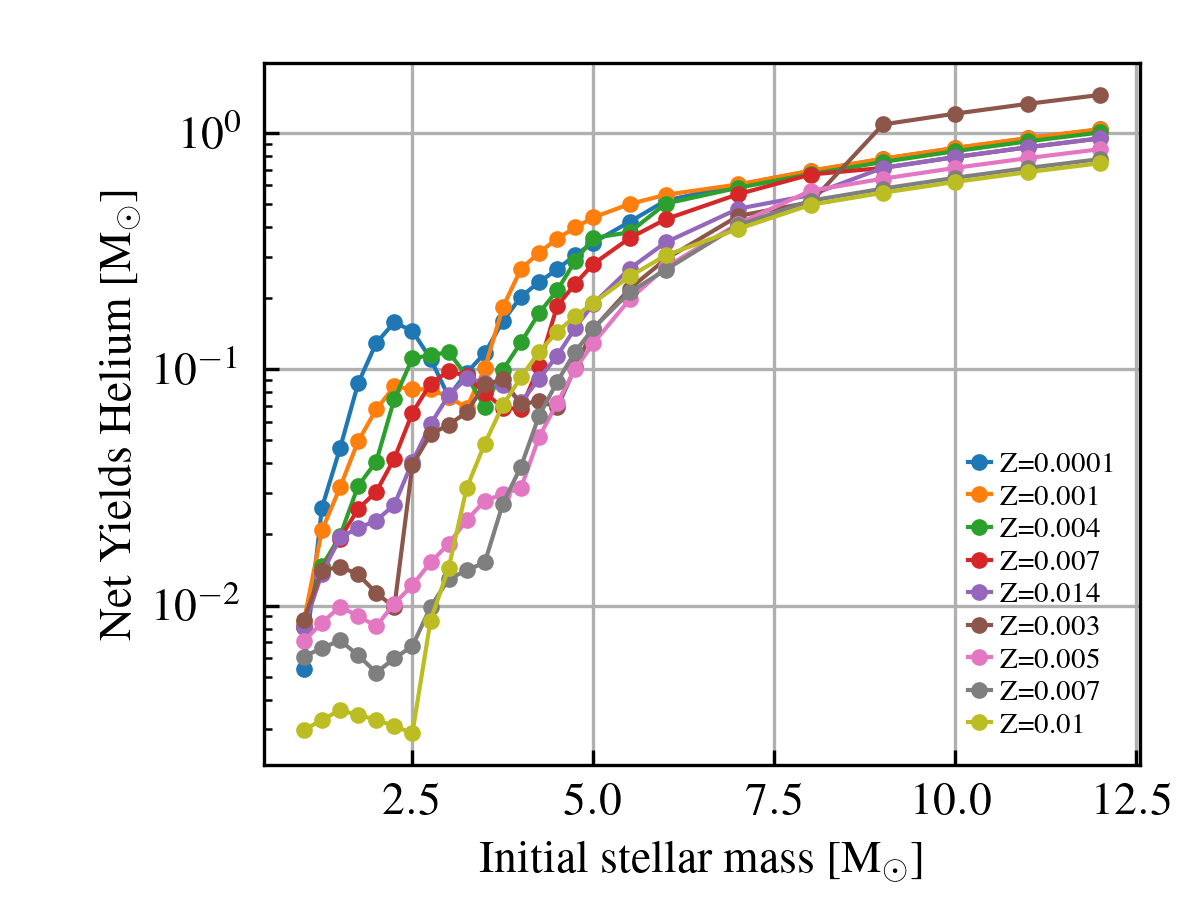 Net Yields Helium [M⊙]
10⁰
10⁻¹
10⁻²
Z=0.0001
Z=0.001
Z=0.004
Z=0.007
Z=0.014
Z=0.003
Z=0.005
Z=0.007
Z=0.01
2.5 5.0 7.5 10.0 12.5
Initial stellar mass [M⊙]